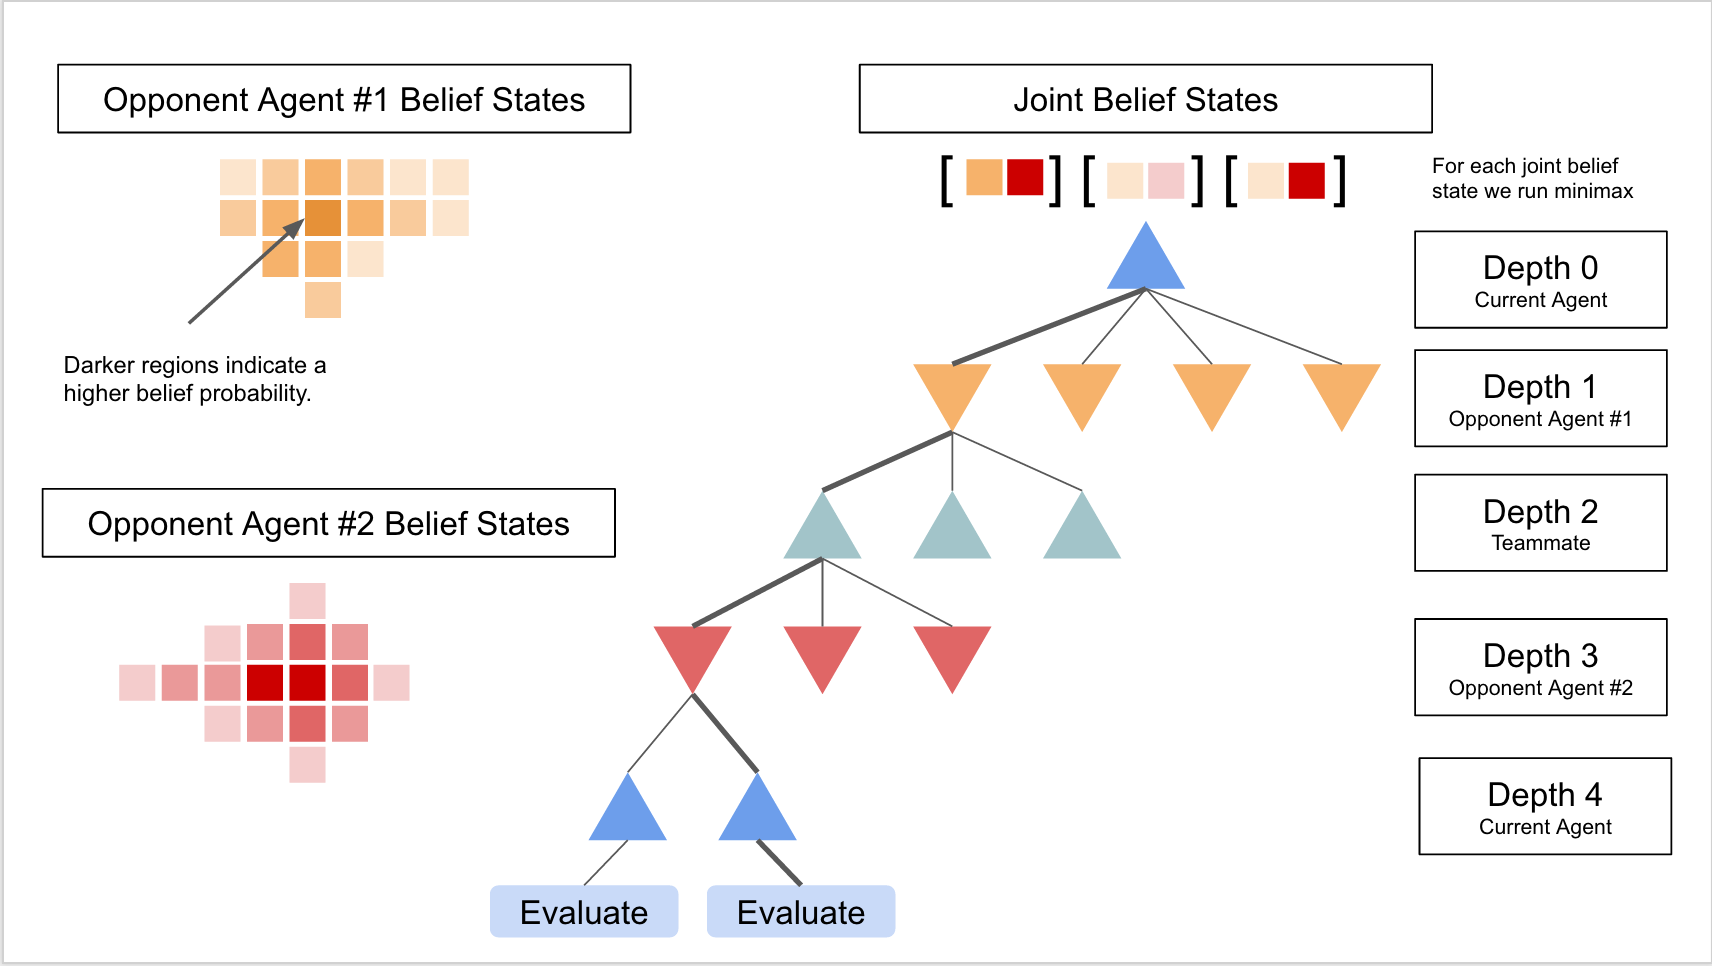 Opponent Agent #1 Belief States
Darker regions indicate a
higher belief probability.
Opponent Agent #2 Belief States
Joint Belief States
[ ] [ ] [ ]
For each joint belief
state we run minimax
Depth 0
Current Agent
Depth 1
Opponent Agent #1
Depth 2
Teammate
Depth 3
Opponent Agent #2
Depth 4
Current Agent
Evaluate
Evaluate